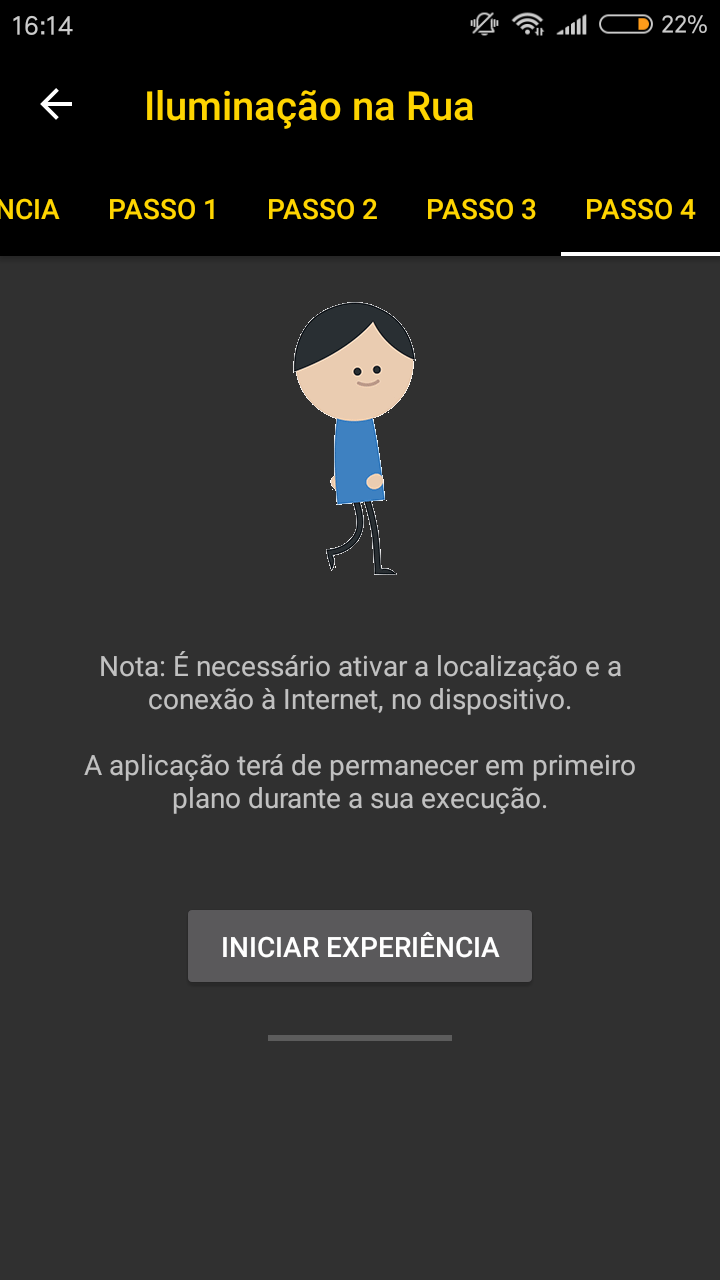 16:14
22%
Iluminação na Rua
NCIA
PASSO 1
PASSO 2
PASSO 3
PASSO 4
Nota: É necessário ativar a localização e a
conexão à Internet, no dispositivo.
A aplicação terá de permanecer em primeiro
plano durante a sua execução.
INICIAR EXPERIÊNCIA